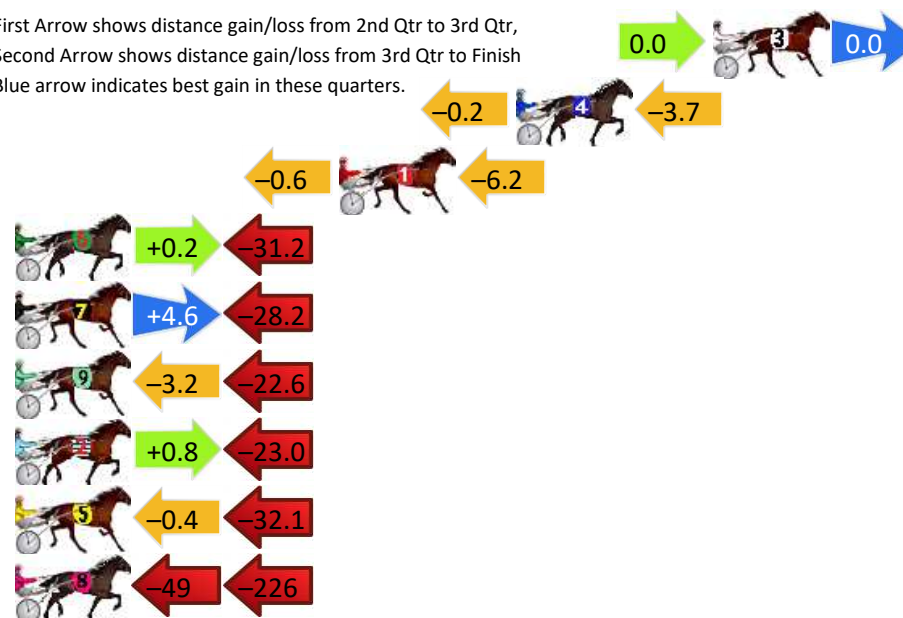 First Arrow shows distance gain/loss from 2nd Qtr to 3rd Qtr,
Second Arrow shows distance gain/loss from 3rd Qtr to Finish
Blue arrow indicates best gain in these quarters.
0.0 3 0.0
−0.2 4 −3.7
−0.6 1 −6.2
+0.2 −31.2
7 +4.6 −28.2
9 −3.2 −22.6
+0.8 −23.0
5 −0.4 −32.1
8 −49 −226